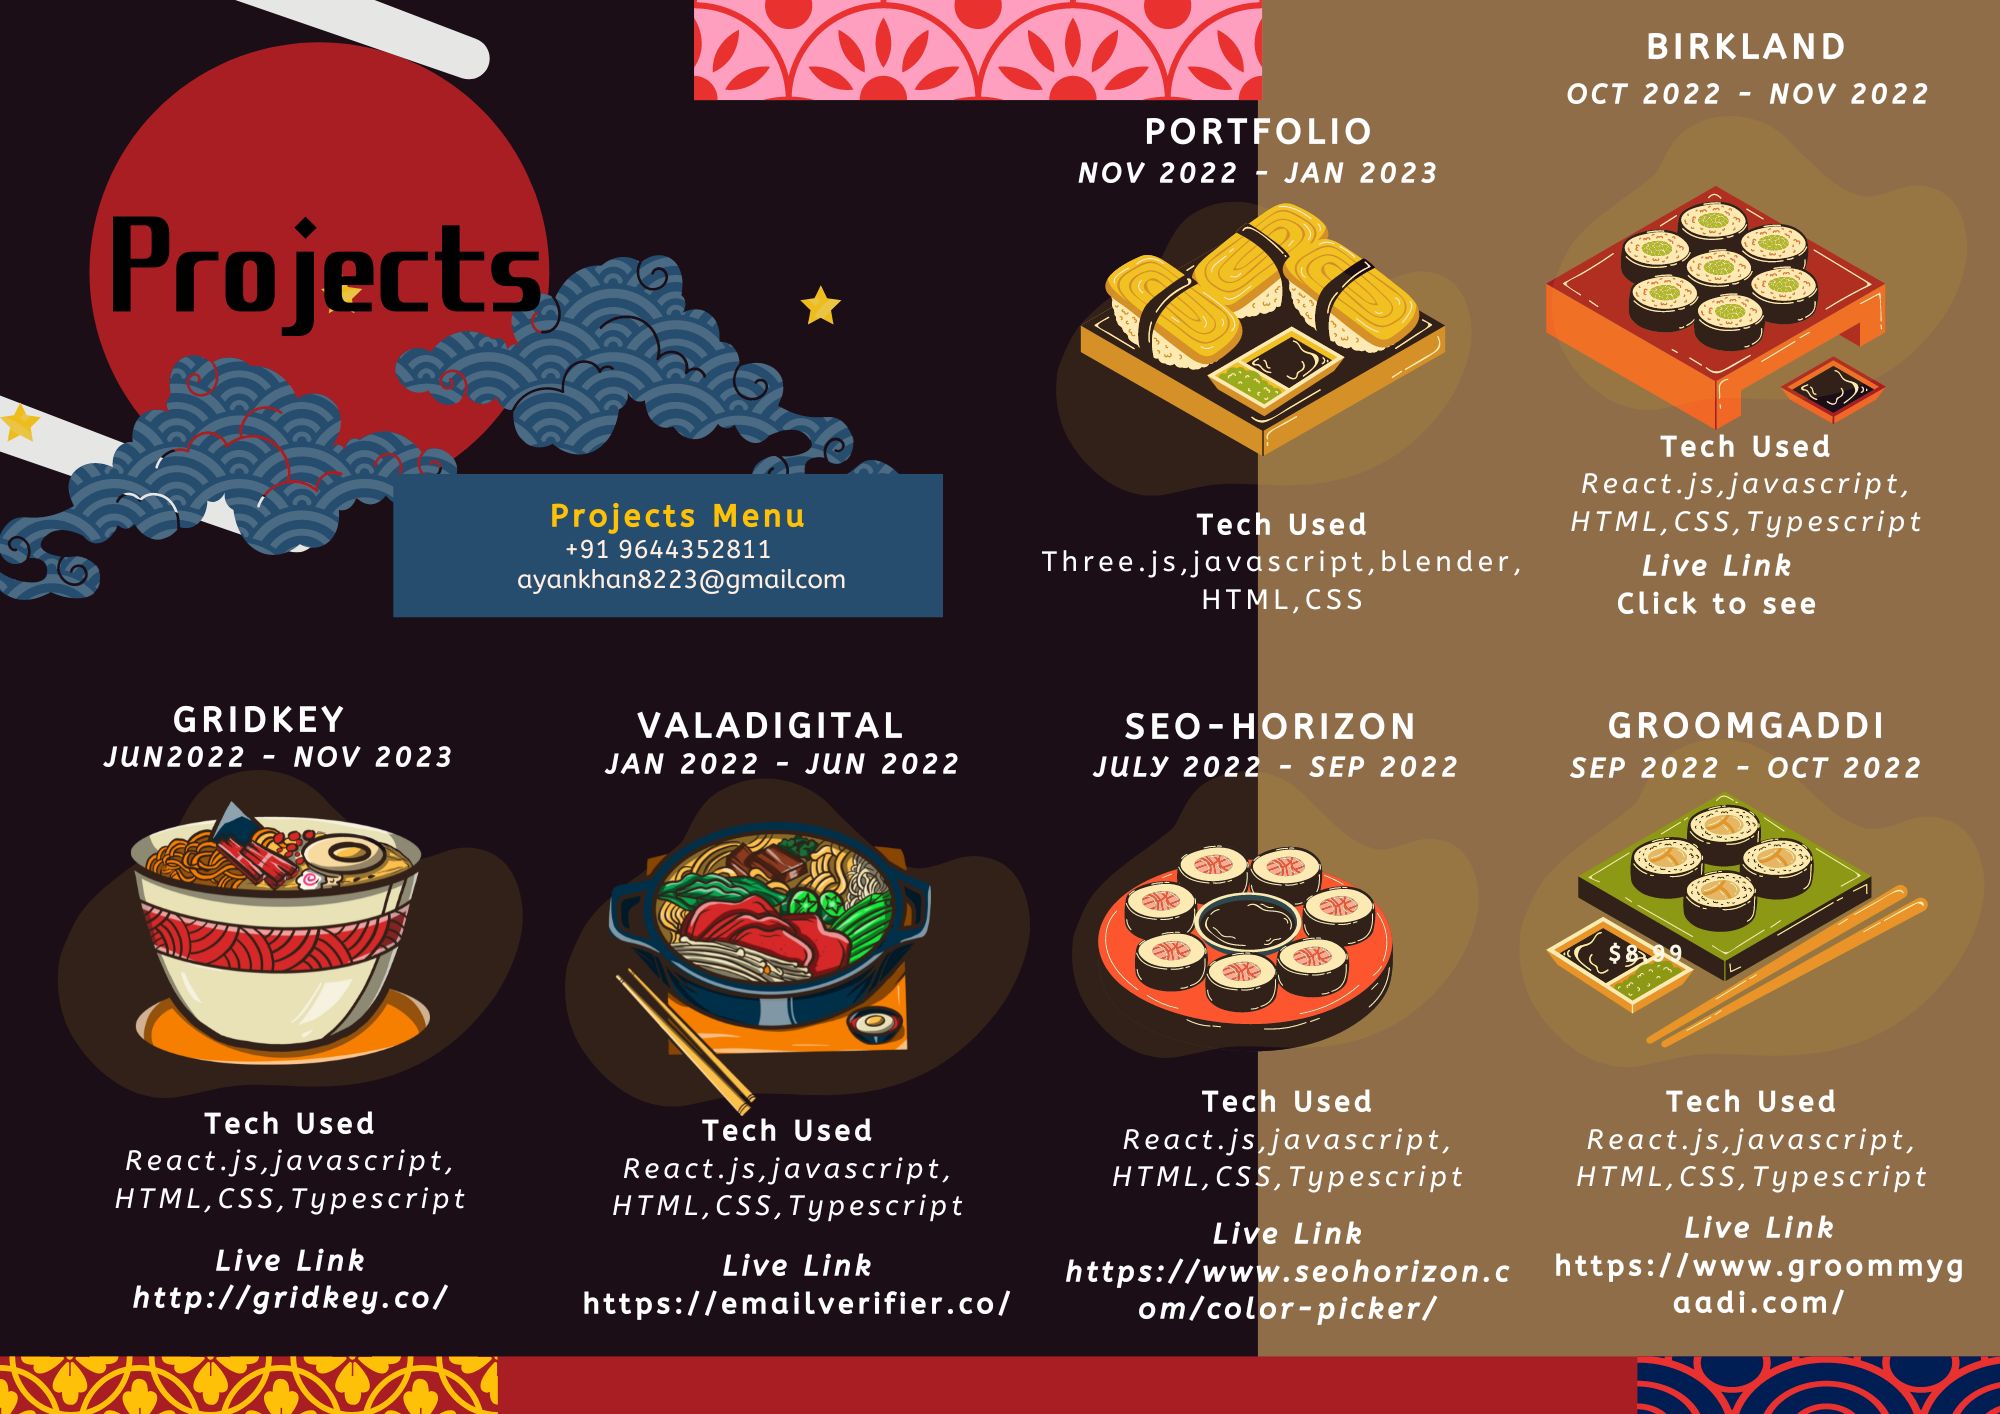 Projects
Projects Menu
+91 9644352811
ayankhan8223@gmailcom
PORTFOLIO
NOV 2022 - JAN 2023
Tech Used
Three.js,javascript,blender,
HTML,CSS
BIRKLAND
OCT 2022 - NOV 2022
Tech Used
React.js,javascript,
HTML,CSS,Typescript
Live Link
Click to see
GRIDKEY
JUN2022 - NOV 2023
Tech Used
React.js,javascript,
HTML,CSS,Typescript
Live Link
http://gridkey.co/
VALADIGITAL
JAN 2022 - JUN 2022
Tech Used
React.js,javascript,
HTML,CSS,Typescript
Live Link
https://emailverifier.co/
SEO-HORIZON
JULY 2022 - SEP 2022
Tech Used
React.js,javascript,
HTML,CSS,Typescript
Live Link
https://www.seohorizon.c
om/color-picker/
GROOMGADDI
SEP 2022 - OCT 2022
$8.99
Tech Used
React.js,javascript,
HTML,CSS,Typescript
Live Link
https://www.groommyg
aadi.com/